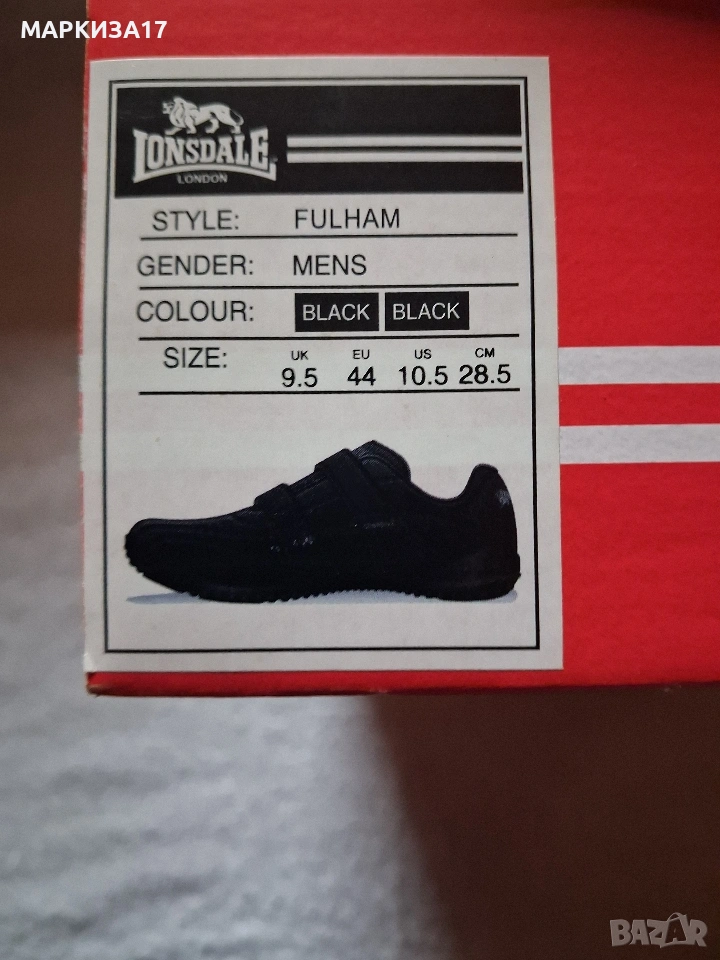 МАРКИЗА17
LONSDALE
LONDON
STYLE: FULHAM
GENDER: MENS
COLOUR: BLACK BLACK
SIZE: UK 9.5 EU 44 US 10.5 CM 28.5
BAZAR